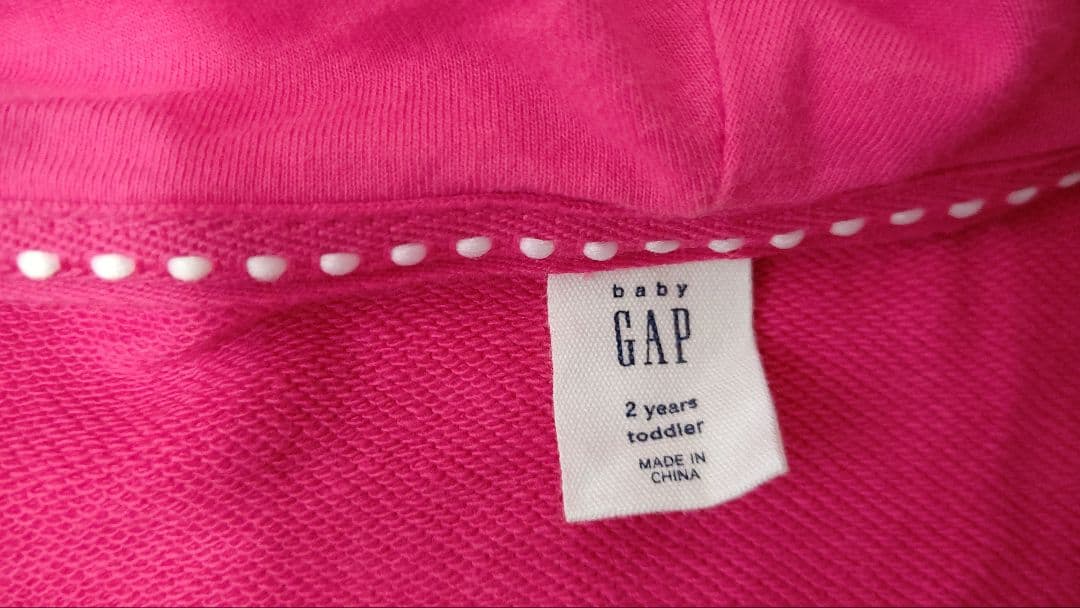 baby
GAP
2 years
toddler
MADE IN
CHINA